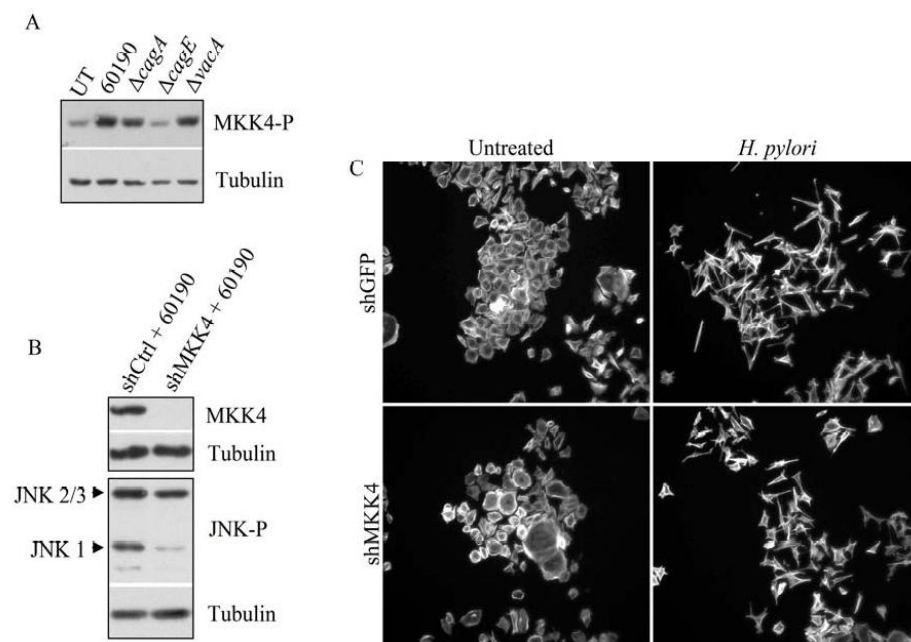 A
UT
60190
ΔcagA
ΔcagE
ΔvacA
MKK4-P
Tubulin
B
shCtrl + 60190
shMKK4 + 60190
MKK4
Tubulin
JNK 2/3
JNK-P
JNK 1
Tubulin
C
Untreated
H. pylori
shGFP
shMKK4